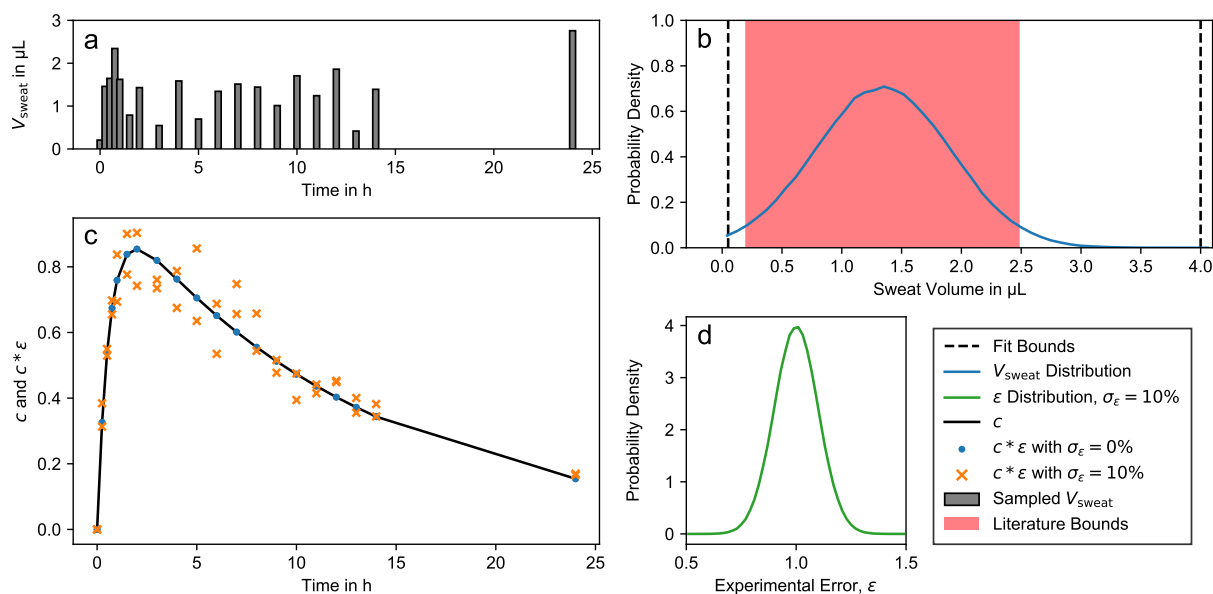 a
V_sweat in µL
3
2
1
0
0 5 10 15 20 25
Time in h
b
Probability Density
1.0
0.8
0.6
0.4
0.2
0.0
0.0 0.5 1.0 1.5 2.0 2.5 3.0 3.5 4.0
Sweat Volume in µL
c
c and c * ε
0.8
0.6
0.4
0.2
0.0
0 5 10 15 20 25
Time in h
d
Probability Density
4
3
2
1
0
0.5 1.0 1.5
Experimental Error, ε
Fit Bounds
V_sweat Distribution
ε Distribution, σ_ε = 10%
c
c * ε with σ_ε = 0%
c * ε with σ_ε = 10%
Sampled V_sweat
Literature Bounds